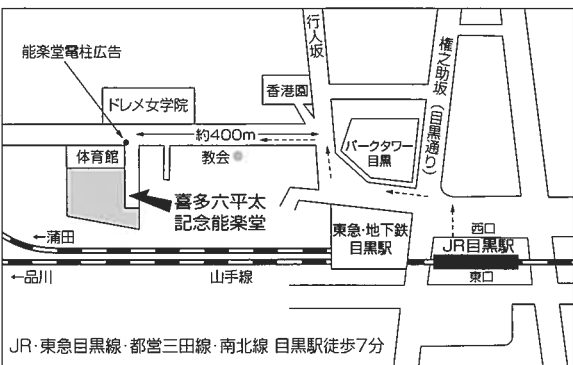 行人坂
能楽堂電柱広告
権之助坂(目黒通り)
ドレメ女学院
香港園
約400m
パークタワー
目黒
体育館
教会
喜多六平太
記念能楽堂
←蒲田
東急・地下鉄
目黒駅
西口
JR目黒駅
東口
←品川
山手線
JR・東急目黒線・都営三田線・南北線 目黒駅徒歩7分